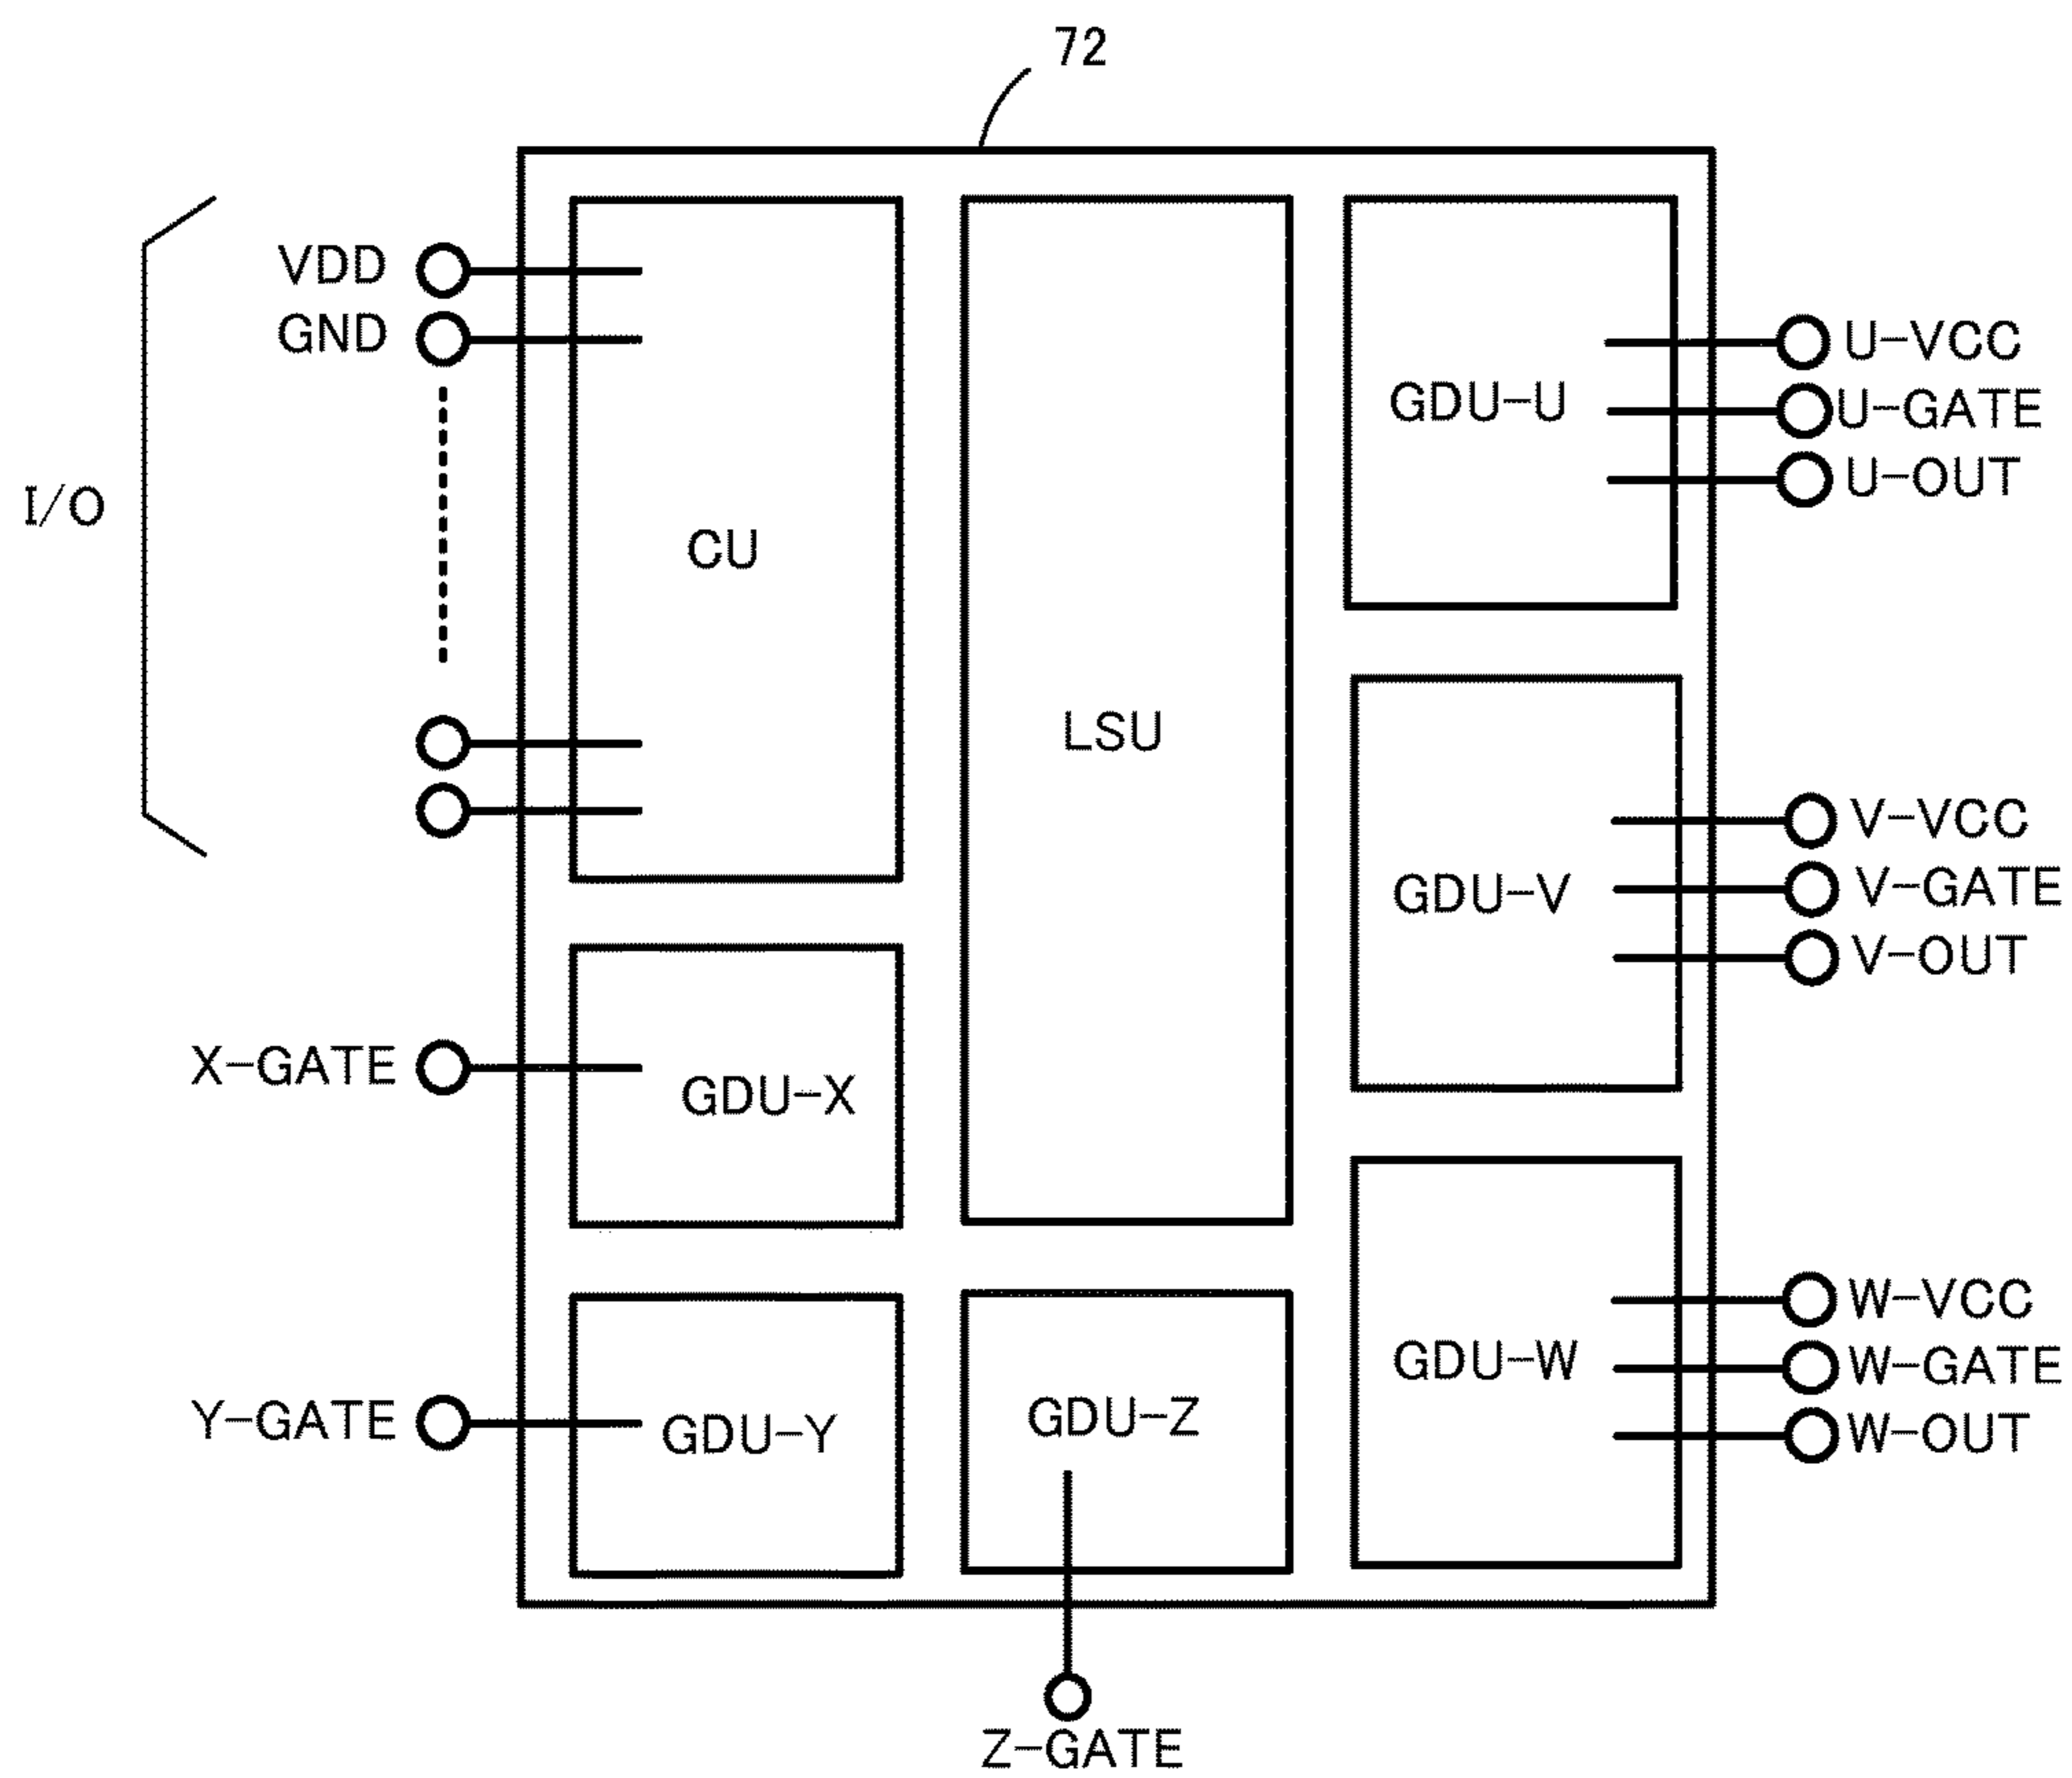 72
VDD
GND
I/O
CU
LSU
GDU-U
U-VCC
U-GATE
U-OUT
GDU-V
V-VCC
V-GATE
V-OUT
X-GATE
GDU-X
Y-GATE
GDU-Y
GDU-Z
Z-GATE
GDU-W
W-VCC
W-GATE
W-OUT